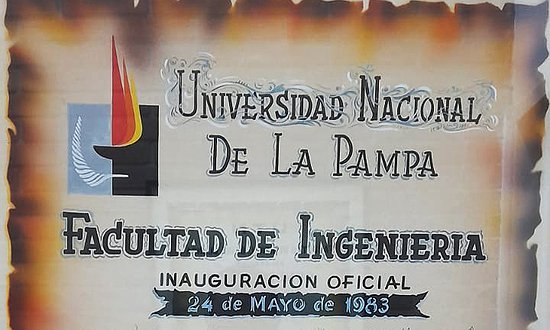 Universidad Nacional
De La Pampa
Facultad de Ingenieria
INAUGURACION OFICIAL
24 de MAYO de 1983